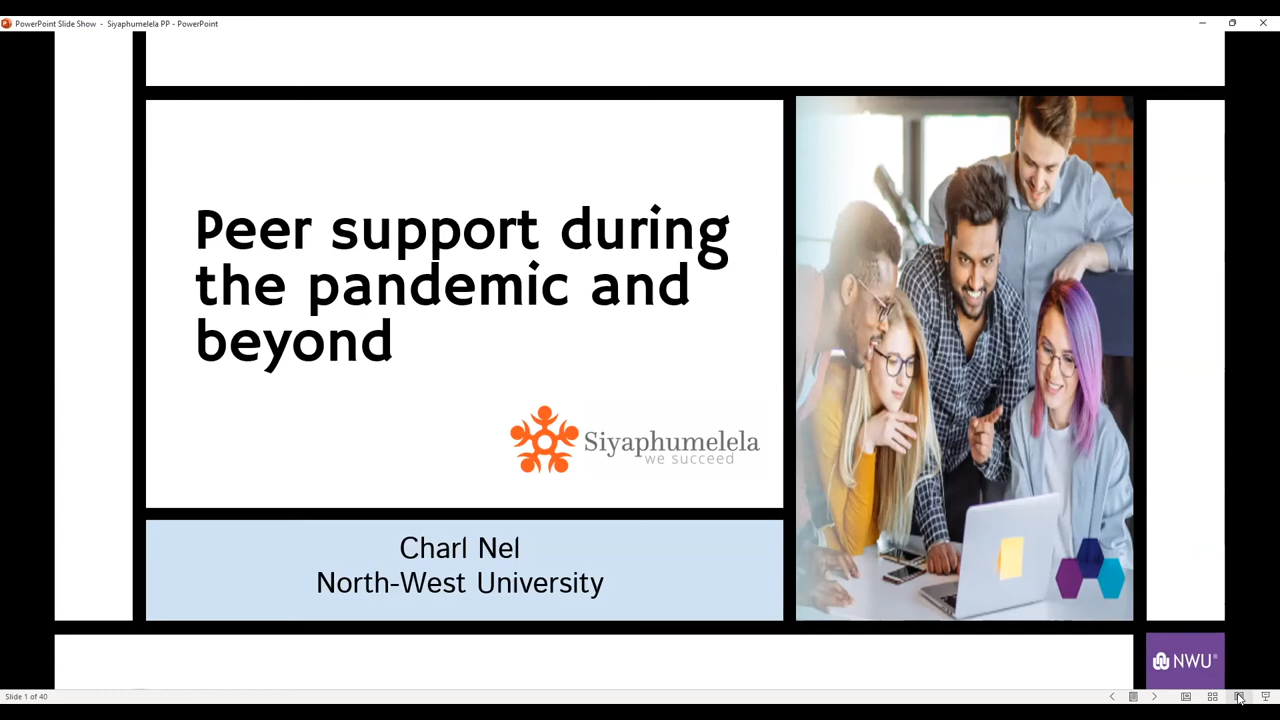 PowerPoint Slide Show - Siyaphumelela PP - PowerPoint
Peer support during
the pandemic and
beyond
Siyaphumelela
we succeed
Charl Nel
North-West University
NWU®
Slide 1 of 40